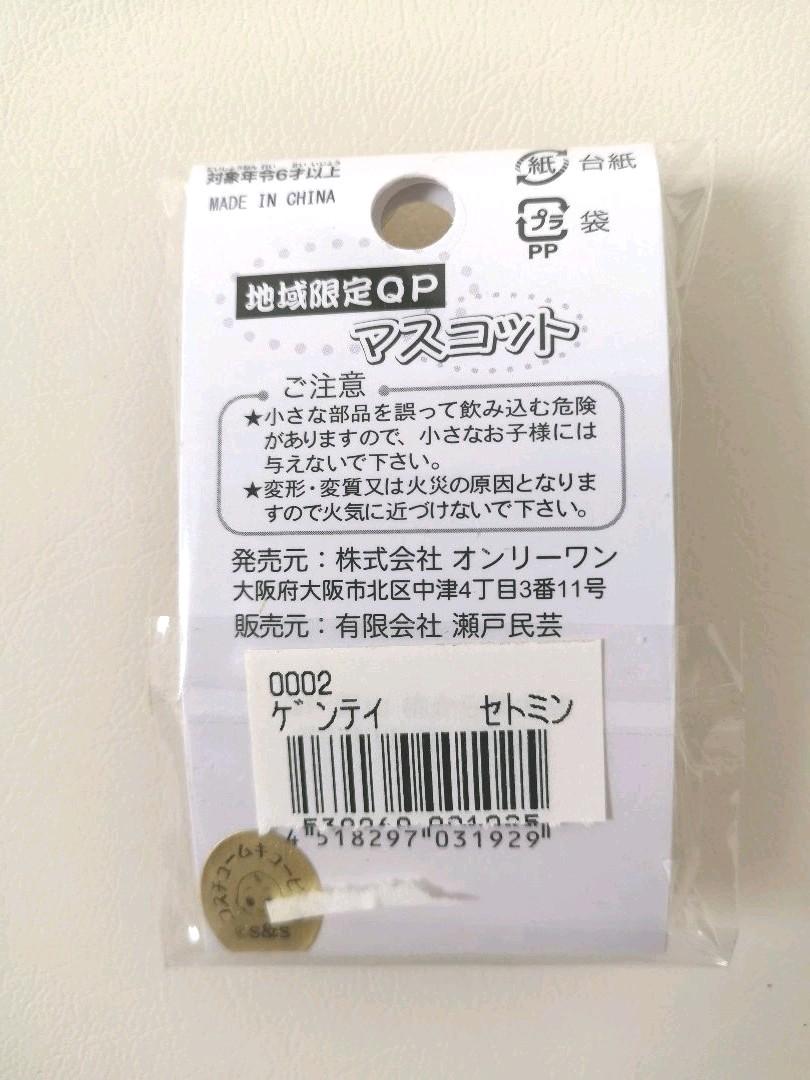 対象年令6才以上
MADE IN CHINA
紙 台紙
プラ 袋
PP
地域限定QP
マスコット
ご注意
★小さな部品を誤って飲み込む危険
がありますので、小さなお子様には
与えないで下さい。
★変形・変質又は火災の原因となりま
すので火気に近づけないで下さい。
発売元：株式会社 オンリーワン
大阪府大阪市北区中津4丁目3番11号
販売元：有限会社 瀬戸民芸
0002
ゲンテイ セトミン
4 518297 031929
コスチュームキューピー